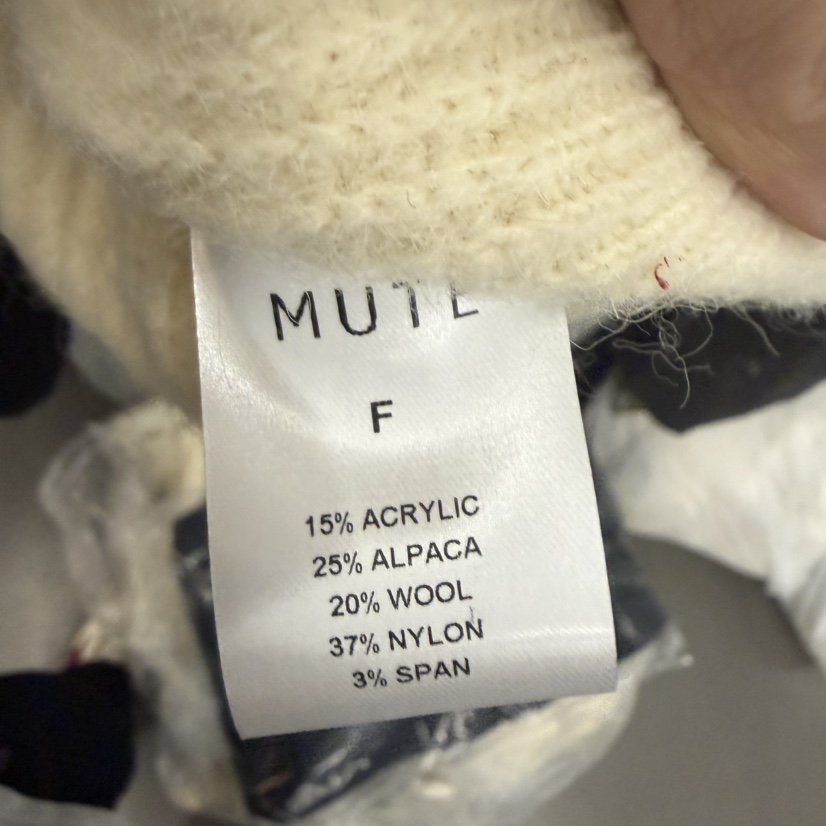 MUTE
F
15% ACRYLIC
25% ALPACA
20% WOOL
37% NYLON
3% SPAN